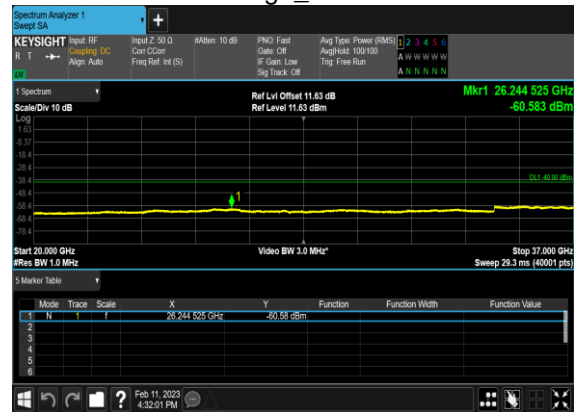 Spectrum Analyzer 1
Swept SA
KEYSIGHT
R T
Input: RF
Coupling: DC
Align: Auto
Input Z: 50 Ω
Corr CCorr
Freq Ref: Int (S)
#Atten: 10 dB
PNO: Fast
Gate: Off
IF Gain: Low
Sig Track: Off
Avg Type: Power (RMS)
Avg|Hold: 100/100
Trig: Free Run
1 2 3 4 5 6
A W W W W W
A N N N N N
1 Spectrum
Scale/Div 10 dB
Ref Lvl Offset 11.63 dB
Ref Level 11.63 dBm
Mkr1 26.244 525 GHz
-60.583 dBm
Log
1.63
-8.37
-18.4
-28.4
-38.4
-48.4
-58.4
-68.4
-78.4
DL1 -40.00 dBm
1
Start 20.000 GHz
#Res BW 1.0 MHz
Video BW 3.0 MHz*
Stop 37.000 GHz
Sweep 29.3 ms (40001 pts)
5 Marker Table
Mode Trace Scale X Y Function Function Width Function Value
1 N 1 f 26.244 525 GHz -60.58 dBm
2
3
4
5
6
Feb 11, 2023
4:32:01 PM